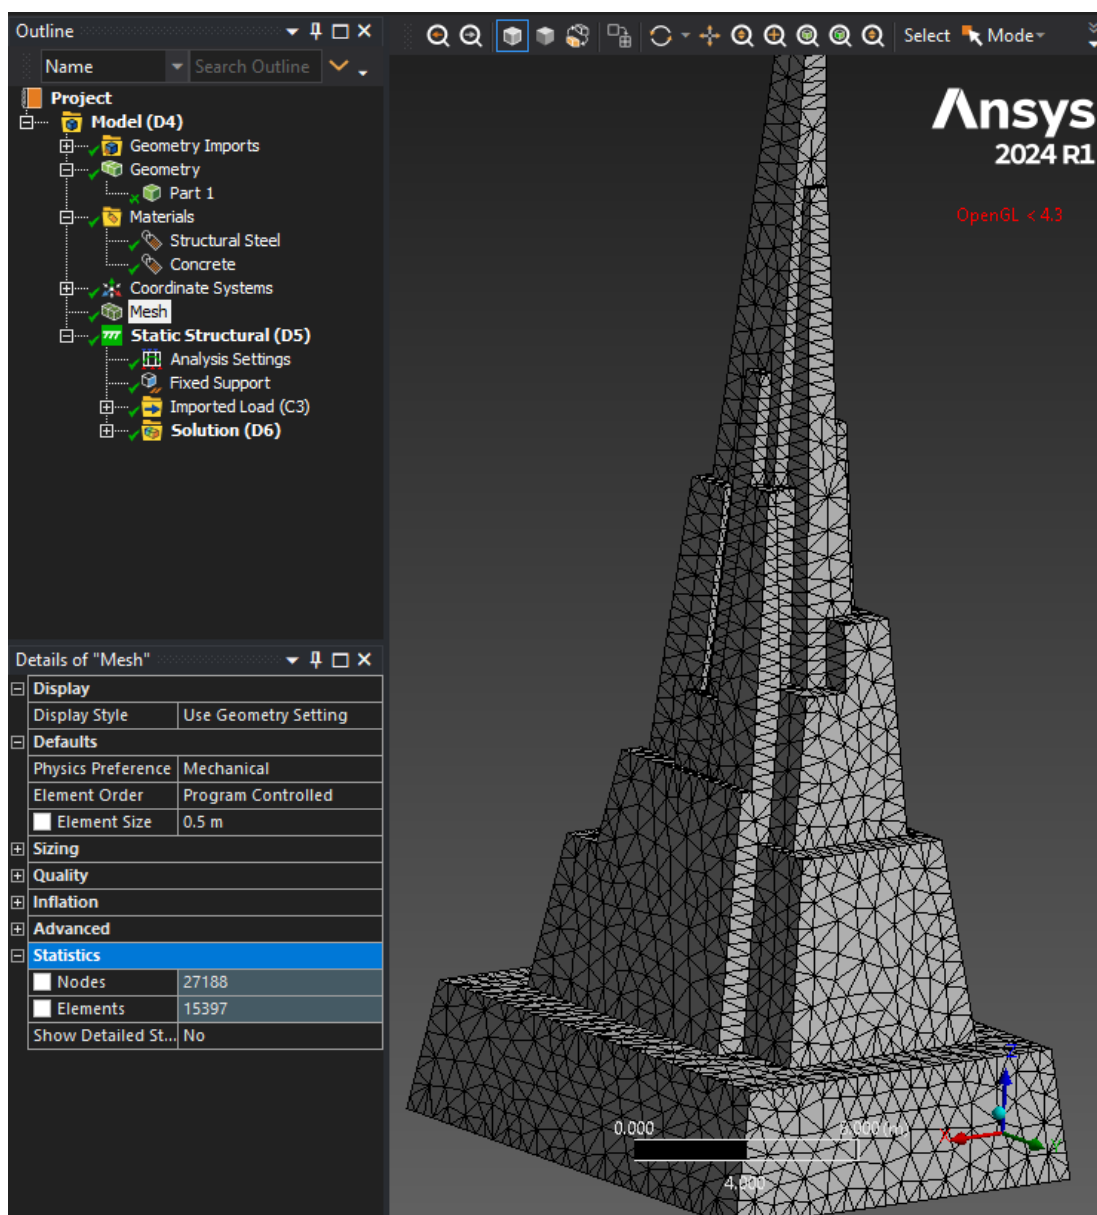 Outline
Select Mode
Name Search Outline
Project
Model (D4)
Geometry Imports
Geometry
Part 1
Materials
Structural Steel
Concrete
Coordinate Systems
Mesh
Static Structural (D5)
Analysis Settings
Fixed Support
Imported Load (C3)
Solution (D6)
Ansys
2024 R1
OpenGL < 4.3
Details of "Mesh"
Display
Display Style Use Geometry Setting
Defaults
Physics Preference Mechanical
Element Order Program Controlled
Element Size 0.5 m
Sizing
Quality
Inflation
Advanced
Statistics
Nodes 27188
Elements 15397
Show Detailed St... No
0.000 8.000 (m)
4.000
Z
X
Y